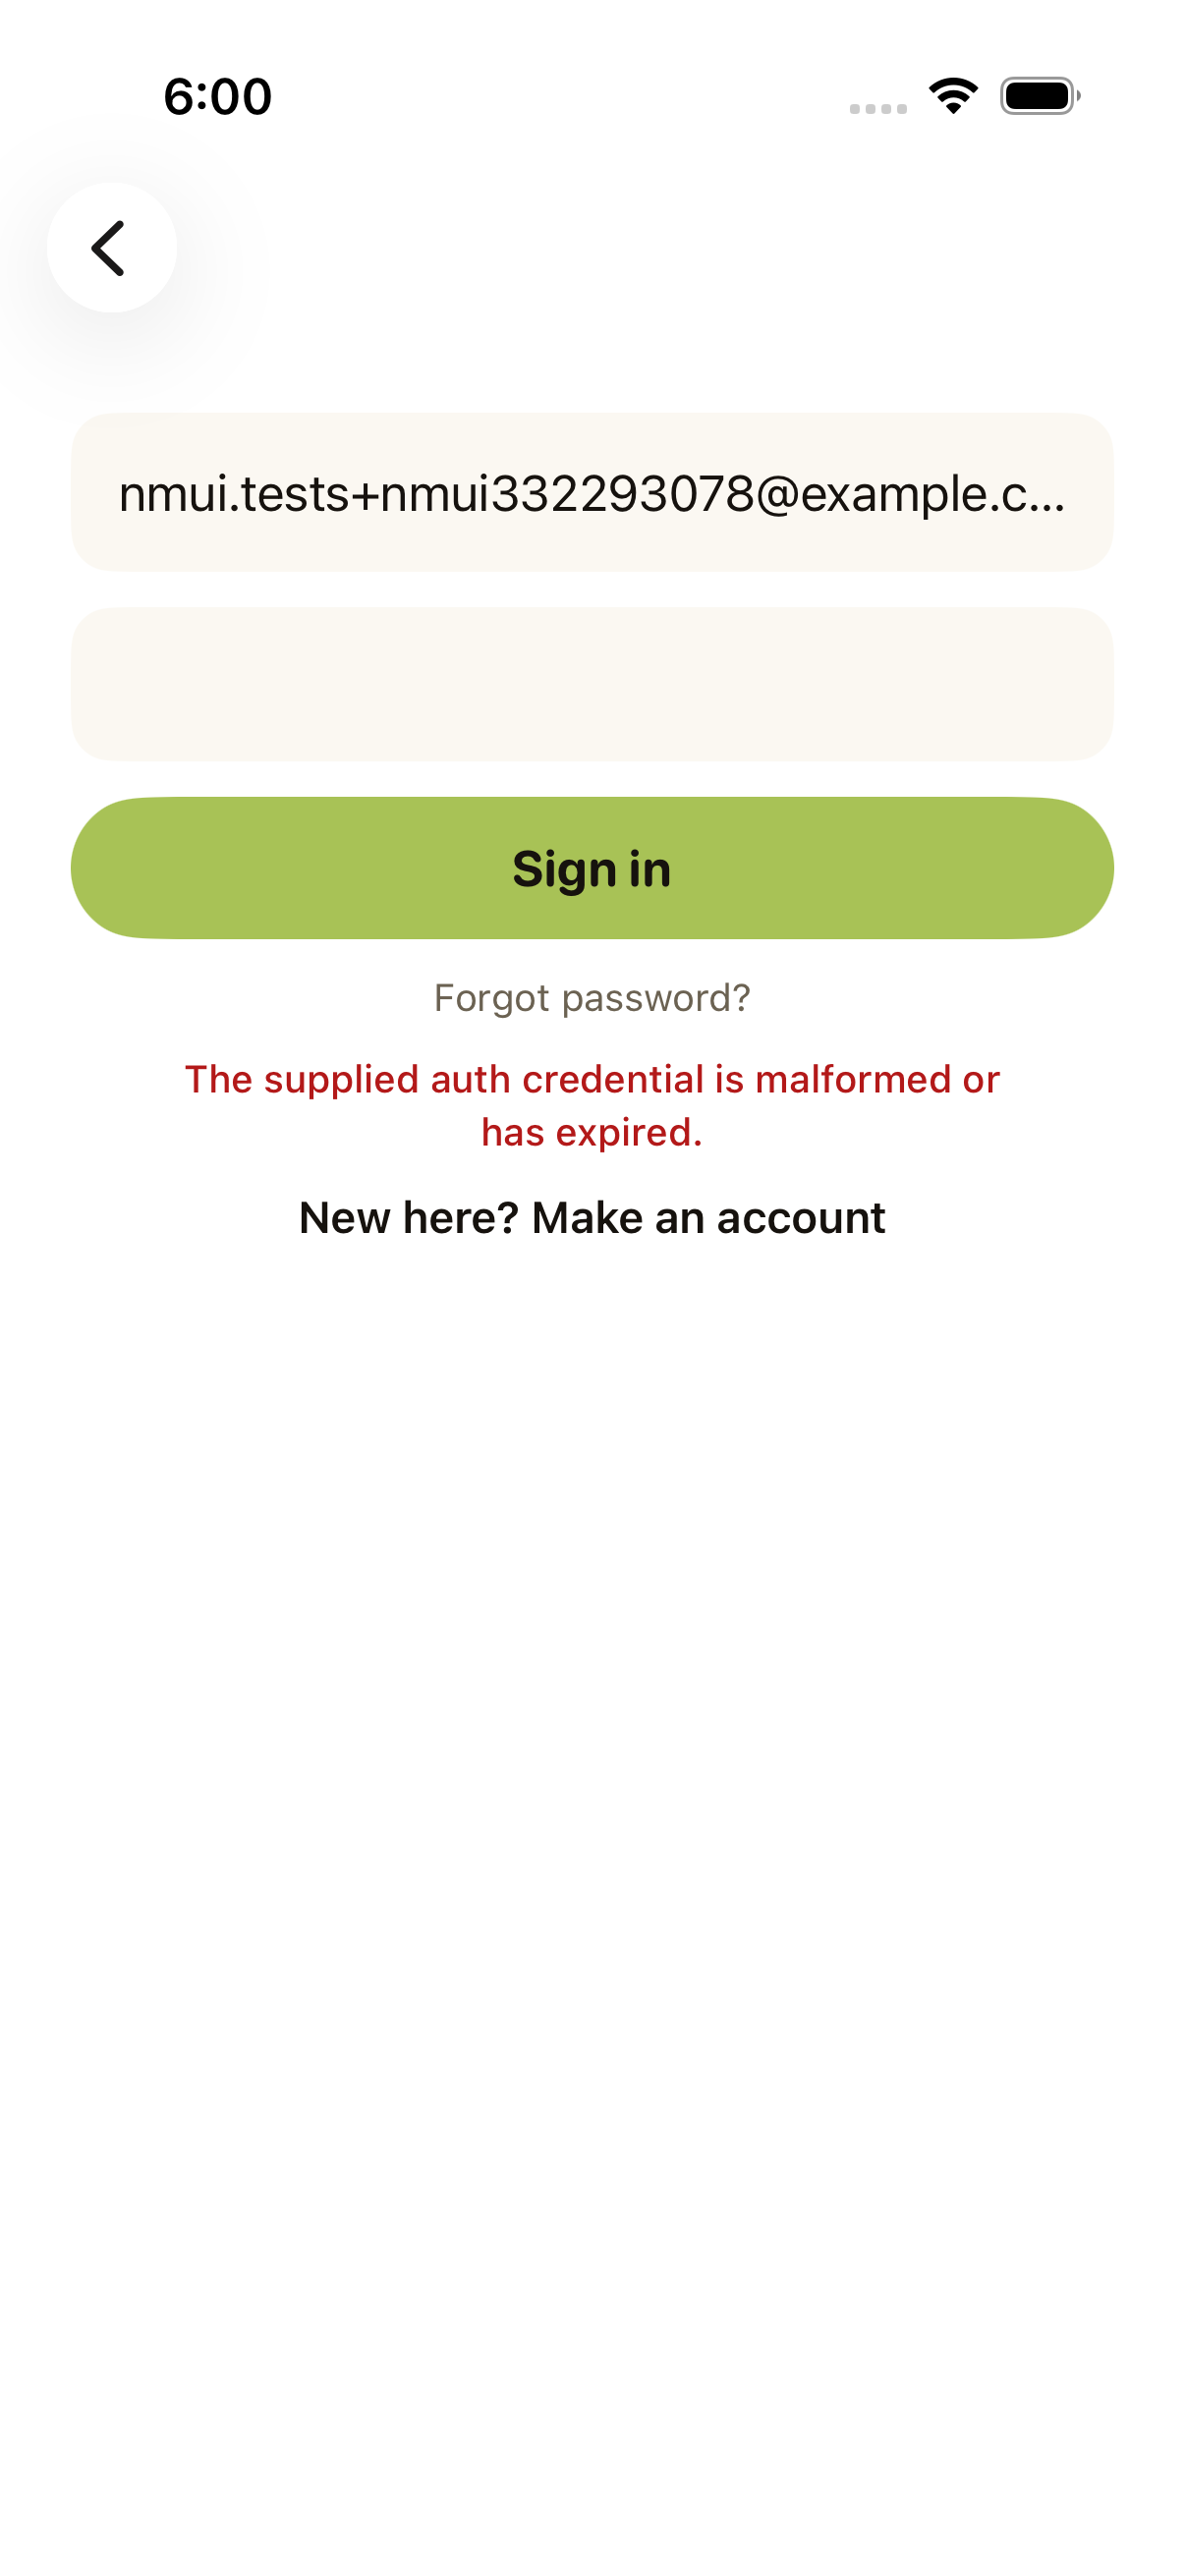 6:00
nmui.tests+nmui332293078@example.c...
Sign in
Forgot password?
The supplied auth credential is malformed or
has expired.
New here? Make an account